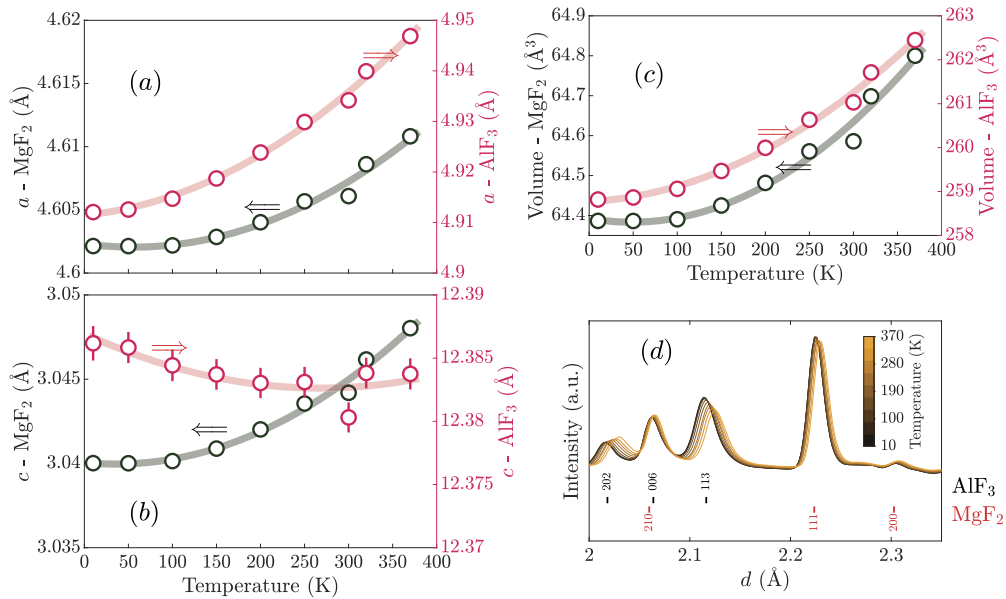 4.62
4.615
4.61
4.605
4.6
a - MgF₂ (Å)
(a)
4.95
4.94
4.93
4.92
4.91
4.9
a - AlF₃ (Å)
64.9
64.8
64.7
64.6
64.5
64.4
Volume - MgF₂ (Å³)
(c)
263
262
261
260
259
258
Volume - AlF₃ (Å³)
0 50 100 150 200 250 300 350 400
Temperature (K)
3.05
3.045
3.04
3.035
c - MgF₂ (Å)
(b)
12.39
12.385
12.38
12.375
12.37
c - AlF₃ (Å)
0 50 100 150 200 250 300 350 400
Temperature (K)
(d)
Intensity (a.u.)
370
280
190
100
10
Temperature (K)
202 006 113
AlF₃
210 111 200
MgF₂
2 2.1 2.2 2.3
d (Å)